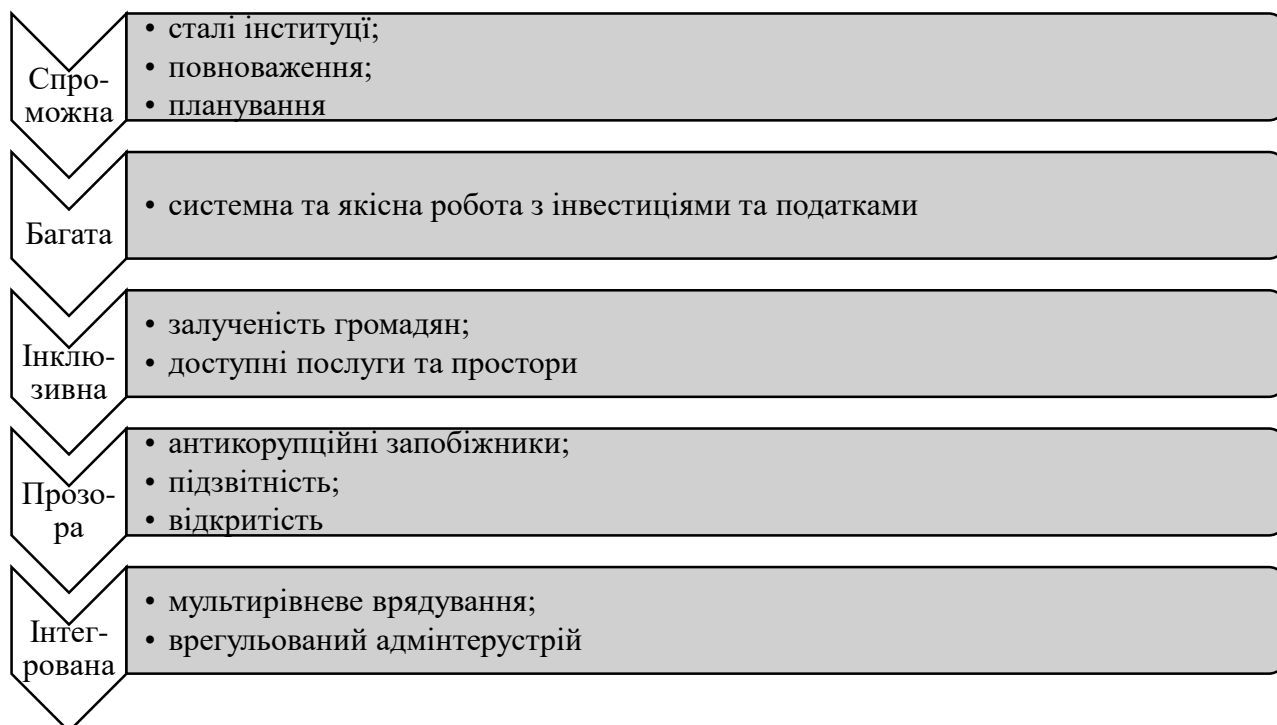 Спро-
можна
• сталі інституцї;
• повноваження;
• планування
Багата
• системна та якісна робота з інвестиціями та податками
Інклю-
зивна
• залученість громадян;
• доступні послуги та простори
Прозо-
ра
• антикорупційні запобіжники;
• підзвітність;
• відкритість
Інтег-
рована
• мультирівневе врядування;
• врегульований адмінтерустрій